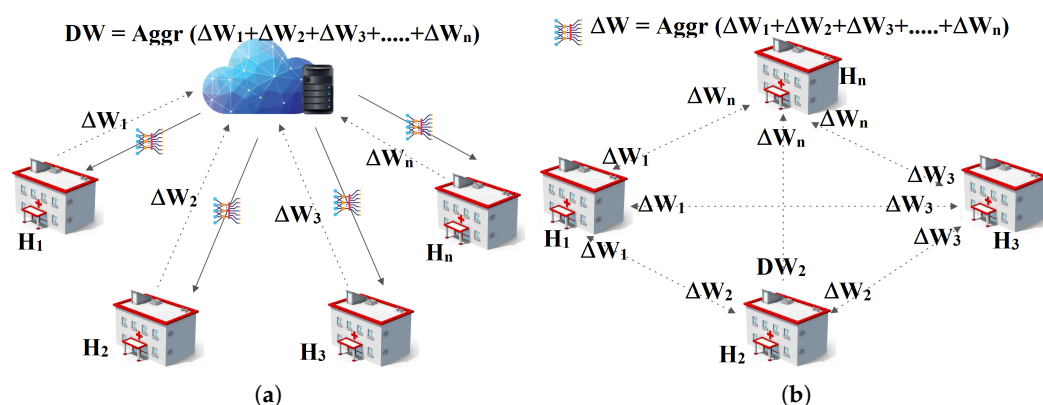 DW = Aggr (ΔW₁+ΔW₂+ΔW₃+.....+ΔWₙ)
ΔW₁
ΔW₂
ΔW₃
ΔWₙ
H₁
Hₙ
H₂
H₃
(a)
ΔW = Aggr (ΔW₁+ΔW₂+ΔW₃+.....+ΔWₙ)
Hₙ
ΔWₙ
ΔWₙ
ΔWₙ
ΔW₁
ΔW₃
ΔW₁
ΔW₃
H₁
H₃
ΔW₁
ΔW₃
DW₂
ΔW₂
ΔW₂
H₂
(b)